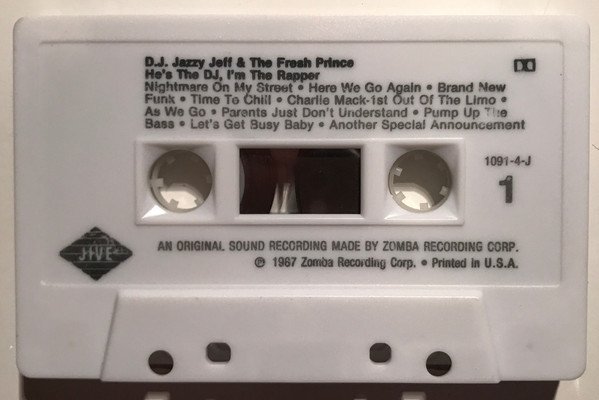 D.J. Jazzy Jeff & The Fresh Prince
He's The DJ, I'm The Rapper
Nightmare On My Street • Here We Go Again • Brand New
Funk • Time To Chill • Charlie Mack-1st Out Of The Limo •
As We Go • Parents Just Don't Understand • Pump Up The
Bass • Let's Get Busy Baby • Another Special Announcement
1091-4-J
1
JIVE
AN ORIGINAL SOUND RECORDING MADE BY ZOMBA RECORDING CORP.
℗ 1987 Zomba Recording Corp. • Printed in U.S.A.